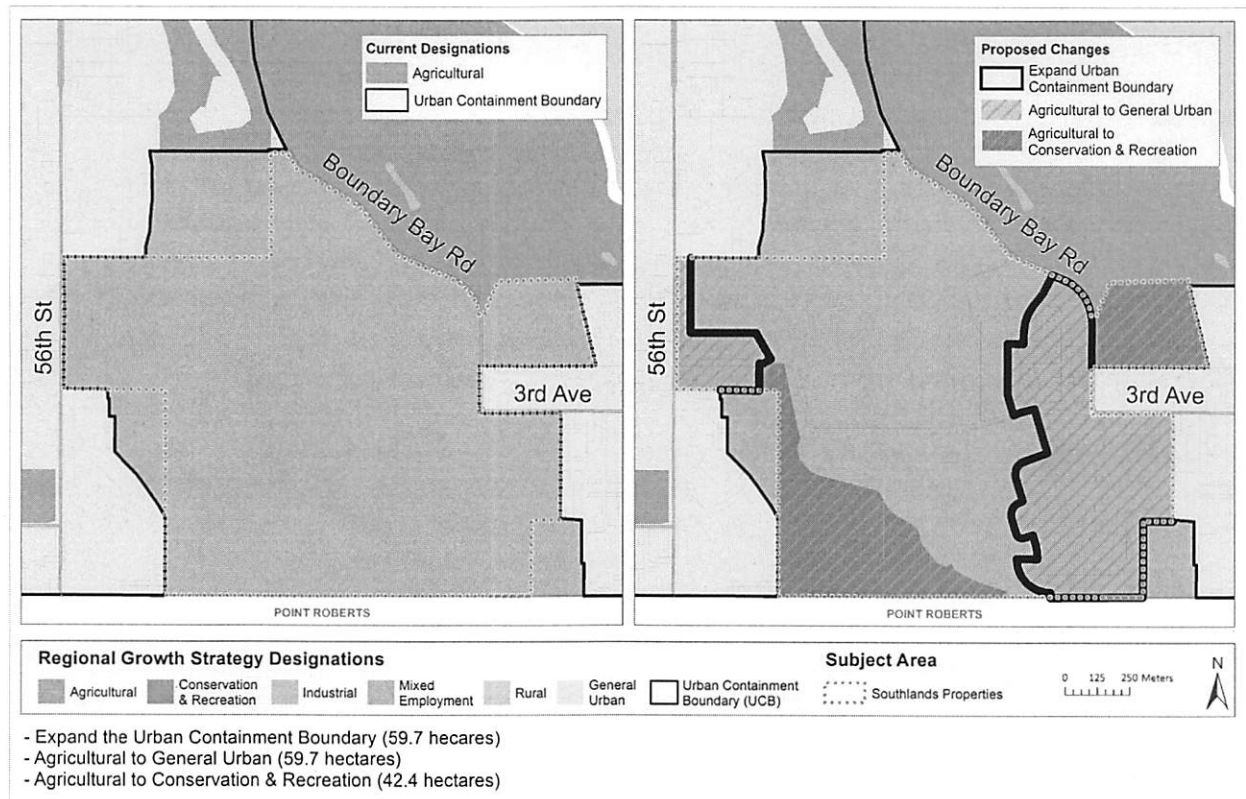 Current Designations
Agricultural
Urban Containment Boundary
Boundary Bay Rd
56th St
3rd Ave
POINT ROBERTS
Proposed Changes
Expand Urban
Containment Boundary
Agricultural to General Urban
Agricultural to
Conservation & Recreation
Boundary Bay Rd
56th St
3rd Ave
POINT ROBERTS
Regional Growth Strategy Designations
Agricultural
Conservation
& Recreation
Industrial
Mixed
Employment
Rural
General
Urban
Urban Containment
Boundary (UCB)
Subject Area
Southlands Properties
0 125 250 Meters
N
- Expand the Urban Containment Boundary (59.7 hecares)
- Agricultural to General Urban (59.7 hectares)
- Agricultural to Conservation & Recreation (42.4 hectares)